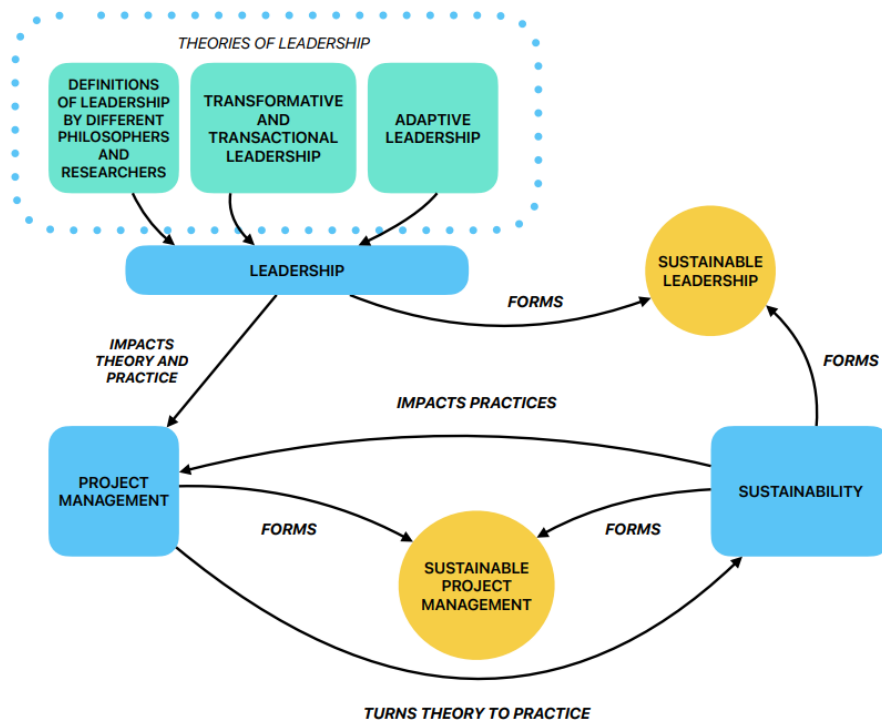 THEORIES OF LEADERSHIP
DEFINITIONS
OF LEADERSHIP
BY DIFFERENT
PHILOSOPHERS
AND
RESEARCHERS
TRANSFORMATIVE
AND
TRANSACTIONAL
LEADERSHIP
ADAPTIVE
LEADERSHIP
LEADERSHIP
SUSTAINABLE
LEADERSHIP
FORMS
IMPACTS
THEORY AND
PRACTICE
FORMS
IMPACTS PRACTICES
PROJECT
MANAGEMENT
SUSTAINABILITY
FORMS
FORMS
SUSTAINABLE
PROJECT
MANAGEMENT
TURNS THEORY TO PRACTICE